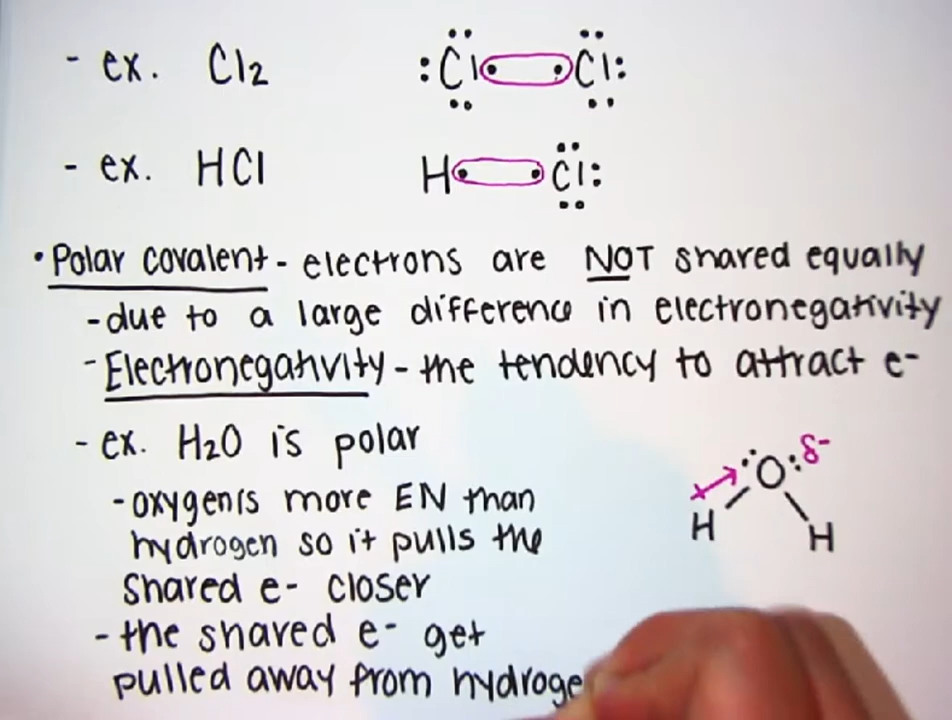 - ex. Cl2 :Cl Cl:
- ex. HCl H Cl:
• Polar covalent - electrons are NOT shared equally
- due to a large difference in electronegativity
- Electronegativity - the tendency to attract e-
- ex. H2O is polar
O δ-
H H
- oxygen is more EN than
hydrogen so it pulls the
shared e- closer
- the shared e- get
pulled away from hydroge